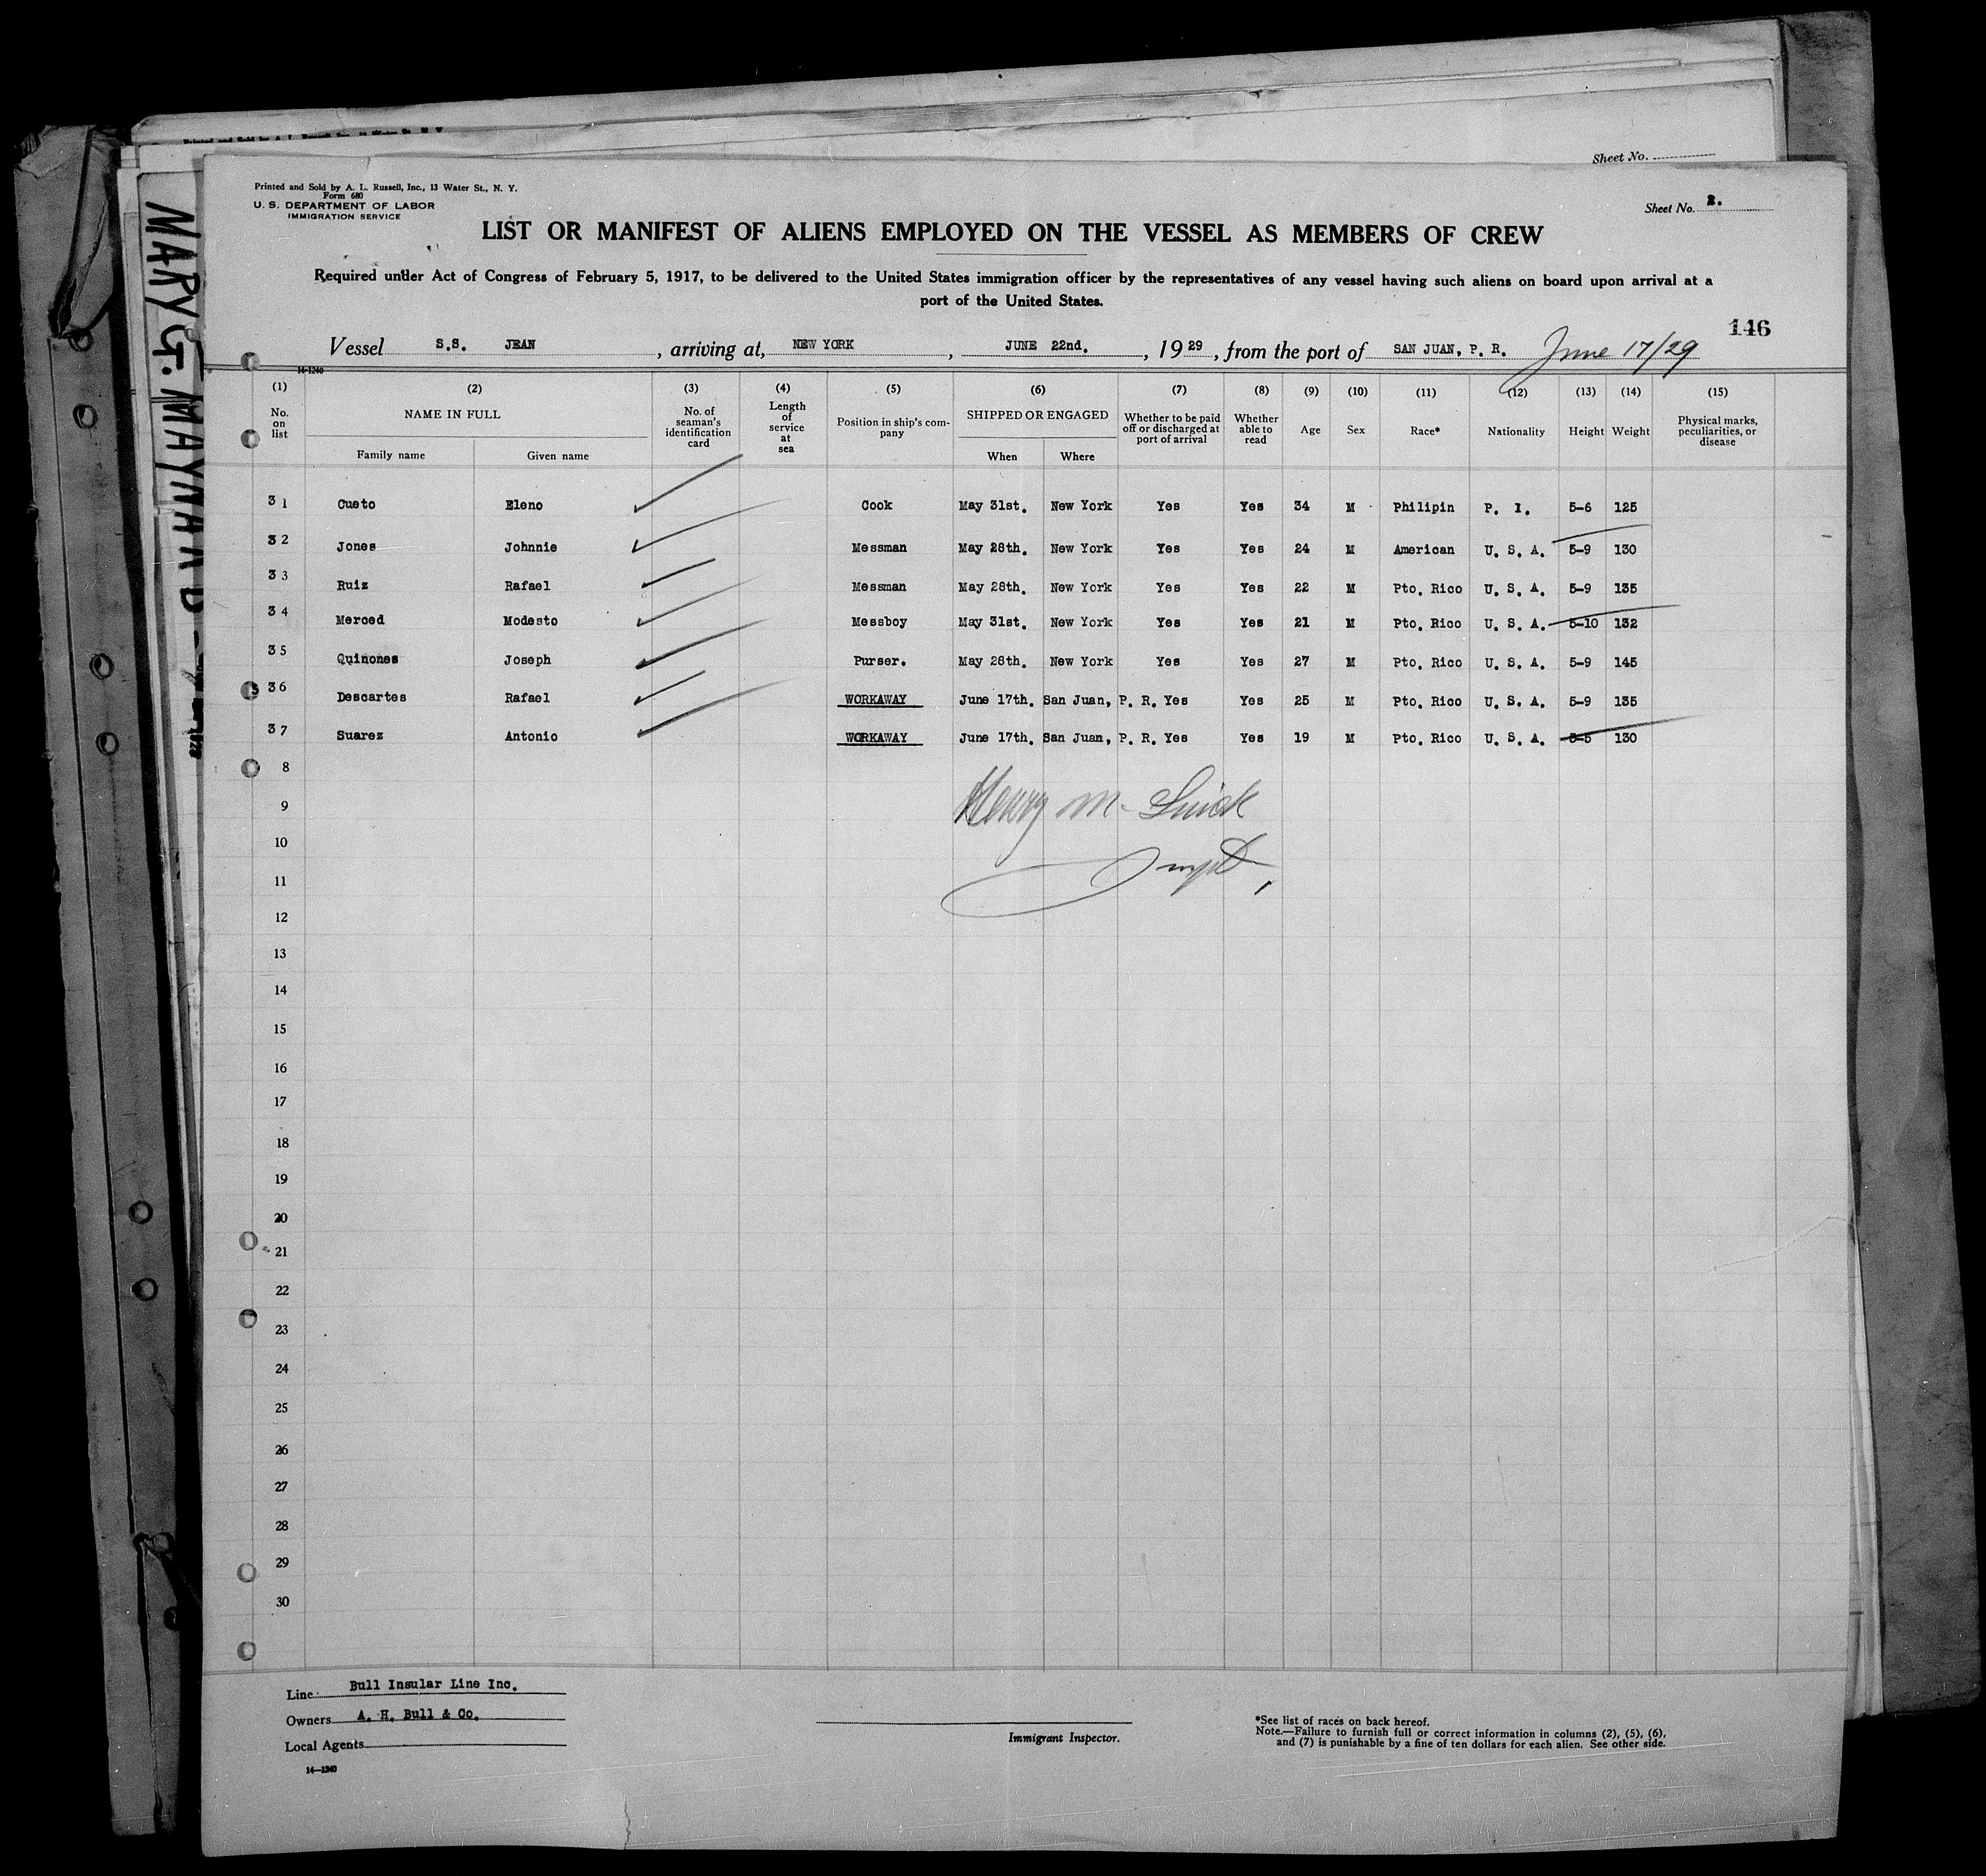 Sheet No.
MARY G. MAYNARD
Printed and Sold by A. L. Russell, Inc., 13 Water St., N. Y.
Form 680
U. S. DEPARTMENT OF LABOR
IMMIGRATION SERVICE
Sheet No. 2.
LIST OR MANIFEST OF ALIENS EMPLOYED ON THE VESSEL AS MEMBERS OF CREW
Required under Act of Congress of February 5, 1917, to be delivered to the United States immigration officer by the representatives of any vessel having such aliens on board upon arrival at a
port of the United States.
146
Vessel S.S. JEAN , arriving at, NEW YORK , JUNE 22nd. , 19 29 , from the port of SAN JUAN, P. R. June 17/29
14-1240
(1) (2) (3) (4) (5) (6) (7) (8) (9) (10) (11) (12) (13) (14) (15)
No. on list NAME IN FULL Family name Given name No. of seaman's identification card Length of service at sea Position in ship's company SHIPPED OR ENGAGED When Where Whether to be paid off or discharged at port of arrival Whether able to read Age Sex Race* Nationality Height Weight Physical marks, peculiarities, or disease
31 Cueto Eleno Cook May 31st. New York Yes Yes 34 M Philipin P. I. 5-6 125
32 Jones Johnnie Messman May 28th. New York Yes Yes 24 M American U. S. A. 5-9 130
33 Ruiz Rafael Messman May 28th. New York Yes Yes 22 M Pto. Rico U. S. A. 5-9 135
34 Merced Modesto Messboy May 31st. New York Yes Yes 21 M Pto. Rico U. S. A. 5-10 132
35 Quinones Joseph Purser. May 28th. New York Yes Yes 27 M Pto. Rico U. S. A. 5-9 145
36 Descartes Rafael WORKAWAY June 17th. San Juan, P. R. Yes Yes 25 M Pto. Rico U. S. A. 5-9 135
37 Suarez Antonio WORKAWAY June 17th. San Juan, P. R. Yes Yes 19 M Pto. Rico U. S. A. 5-5 130
8
9 Henry M.
10
11
12
13
14
15
16
17
18
19
20
21
22
23
24
25
26
27
28
29
30
Line Bull Insular Line Inc.
Owners A. H. Bull & Co.
Local Agents
14—1240
Immigrant Inspector.
*See list of races on back hereof.
Note.—Failure to furnish full or correct information in columns (2), (5), (6),
and (7) is punishable by a fine of ten dollars for each alien. See other side.